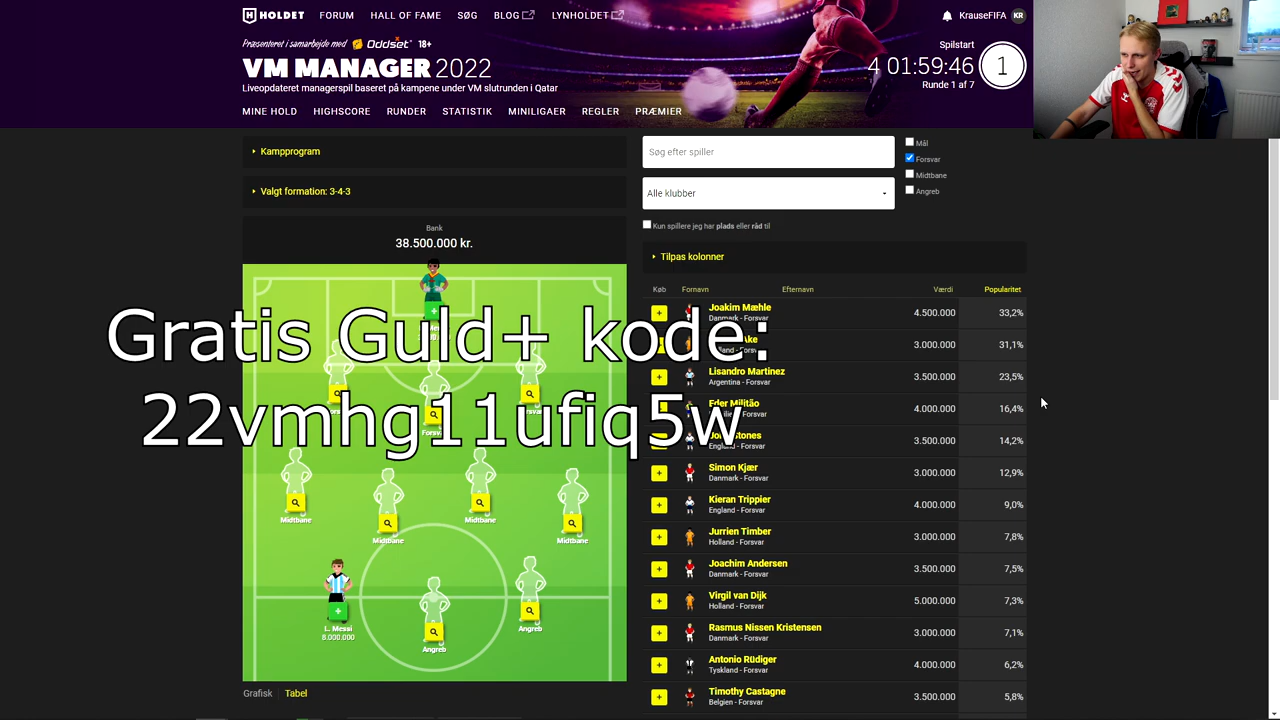 HOLDET FORUM HALL OF FAME SØG BLOG LYNHOLDET KrauseFIFA KR
Præsenteret i samarbejde med Oddset 18+
VM MANAGER 2022
Liveopdateret managerspil baseret på kampene under VM slutrunden i Qatar
Spilstart
4 01:59:46 1
Runde 1 af 7
MINE HOLD HIGHSCORE RUNDER STATISTIK MINILIGAER REGLER PRÆMIER
Kampprogram
Valgt formation: 3-4-3
Bank
38.500.000 kr.
Gratis Guld+ kode:
22vmhg11ufiq5w
Midtbane Midtbane
Midtbane Midtbane
L. Messi
8.000.000
Angreb
Angreb
Grafisk Tabel
Søg efter spiller
Alle klubber
Mål
Forsvar
Midtbane
Angreb
Kun spillere jeg har plads eller råd til
Tilpas kolonner
Køb Fornavn Efternavn Værdi Popularitet
Joakim Mæhle 4.500.000 33,2%
Danmark - Forsvar
3.000.000 31,1%
Lisandro Martinez 3.500.000 23,5%
Argentina - Forsvar
Eder Militão 4.000.000 16,4%
Forsvar
Stones 3.500.000 14,2%
England - Forsvar
Simon Kjær 3.000.000 12,9%
Danmark - Forsvar
Kieran Trippier 4.000.000 9,0%
England - Forsvar
Jurrien Timber 3.000.000 7,8%
Holland - Forsvar
Joachim Andersen 3.500.000 7,5%
Danmark - Forsvar
Virgil van Dijk 5.000.000 7,3%
Holland - Forsvar
Rasmus Nissen Kristensen 3.000.000 7,1%
Danmark - Forsvar
Antonio Rüdiger 4.000.000 6,2%
Tyskland - Forsvar
Timothy Castagne 3.500.000 5,8%
Belgien - Forsvar